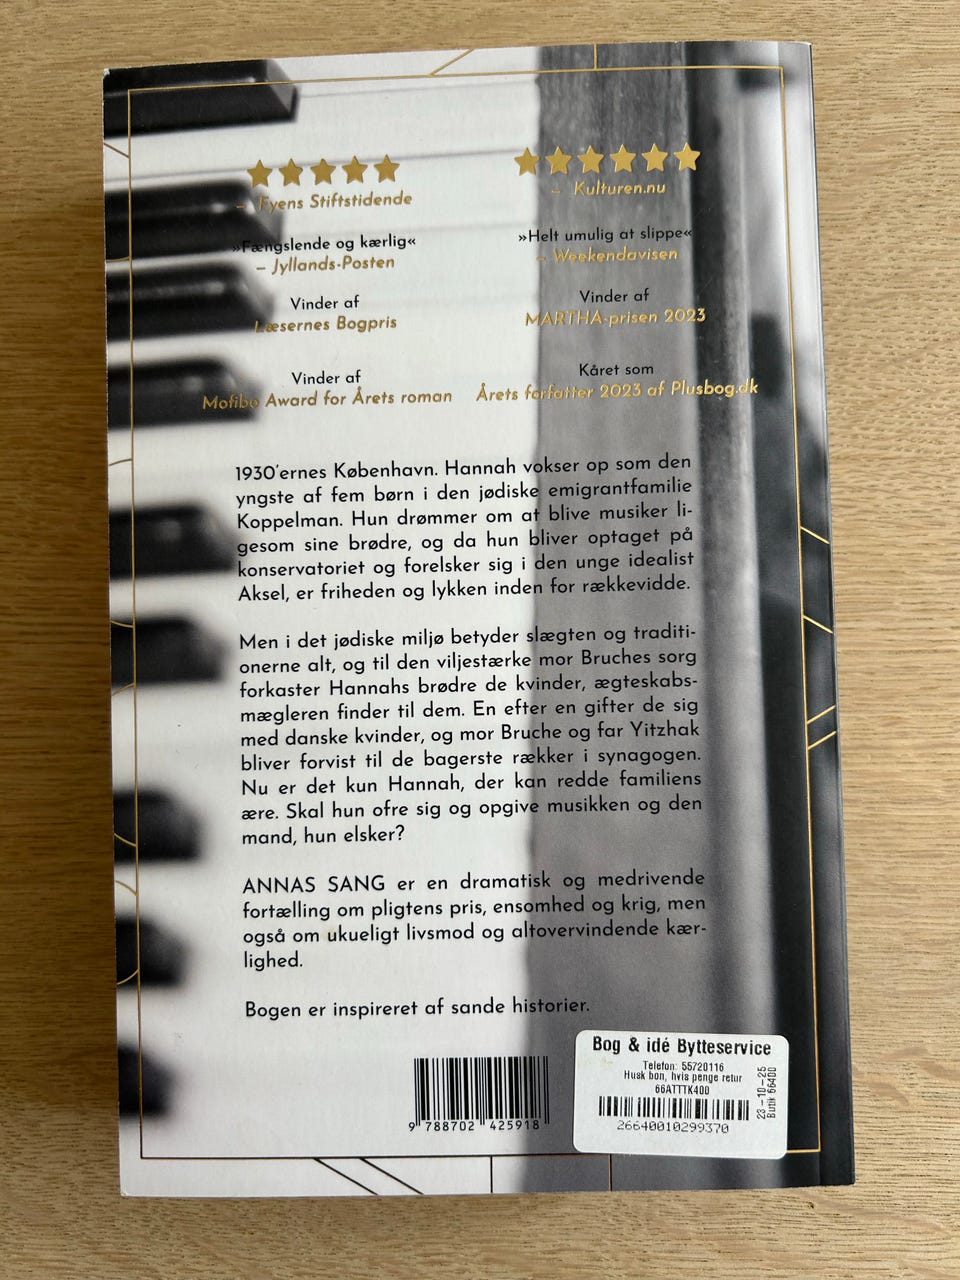 – Fyens Stiftstidende
– Kulturen.nu
»Fængslende og kærlig«
– Jyllands-Posten
»Helt umulig at slippe«
– Weekendavisen
Vinder af
Læsernes Bogpris
Vinder af
MARTHA-prisen 2023
Vinder af
Mofibo Award for Årets roman
Kåret som
Årets forfatter 2023 af Plusbog.dk
1930'ernes København. Hannah vokser op som den
yngste af fem børn i den jødiske emigrantfamilie
Koppelman. Hun drømmer om at blive musiker li-
gesom sine brødre, og da hun bliver optaget på
konservatoriet og forelsker sig i den unge idealist
Aksel, er friheden og lykken inden for rækkevidde.
Men i det jødiske miljø betyder slægten og traditi-
onerne alt, og til den viljestærke mor Bruches sorg
forkaster Hannahs brødre de kvinder, ægteskabs-
mægleren finder til dem. En efter en gifter de sig
med danske kvinder, og mor Bruche og far Yitzhak
bliver forvist til de bagerste rækker i synagogen.
Nu er det kun Hannah, der kan redde familiens
ære. Skal hun ofre sig og opgive musikken og den
mand, hun elsker?
ANNAS SANG er en dramatisk og medrivende
fortælling om pligtens pris, ensomhed og krig, men
også om ukueligt livsmod og altovervindende kær-
lighed.
Bogen er inspireret af sande historier.
9 788702 425918
Bog & idé Bytteservice
Telefon: 55720116
Husk bon, hvis penge retur
66ATTTK400
26640010299370
23-10-25
Butik 66400